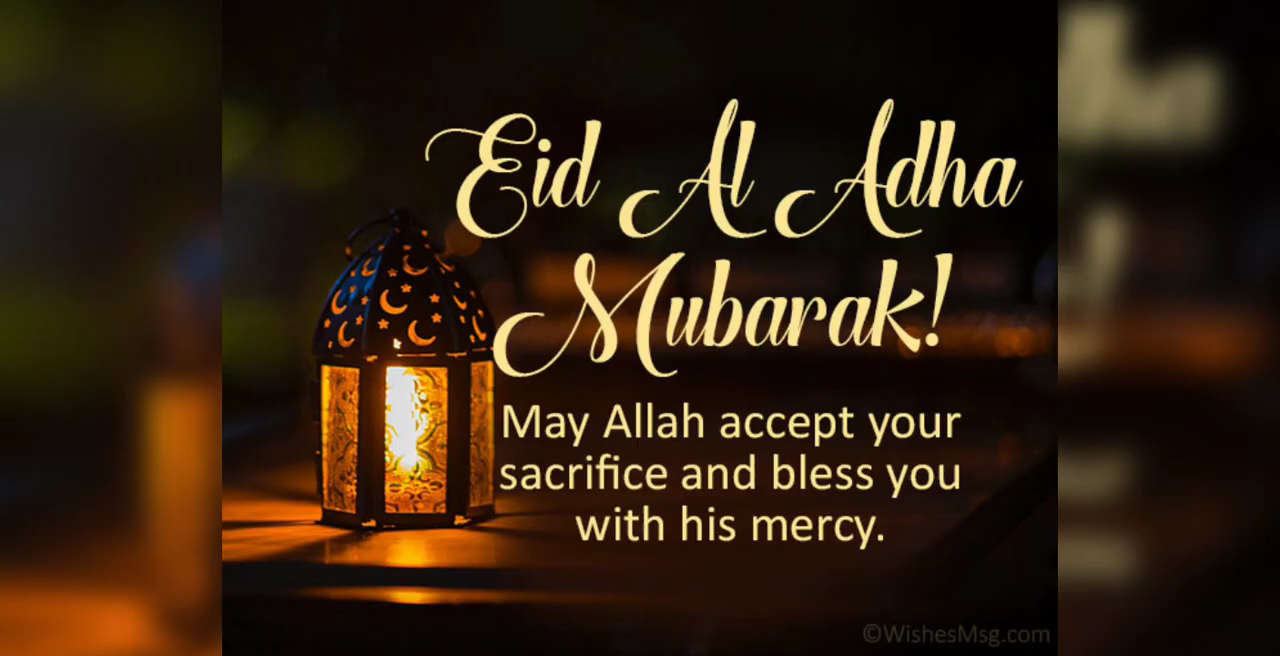 Eid Al Adha
Mubarak!
May Allah accept your
sacrifice and bless you
with his mercy.
©WishesMsg.com